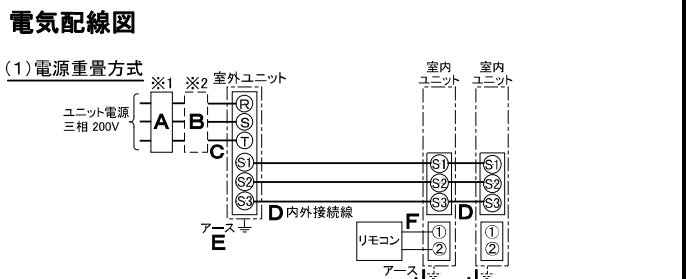 電気配線図
(1)電源重畳方式
※1 ※2 室外ユニット
室内
ユニット
室内
ユニット
ユニット電源
三相 200V
A
B
C
R
S
T
S1
S2
S3
S1
S2
S3
S1
S2
S3
D 内外接続線
D
アース
E
リモコン
F
①
②
①
②
アース